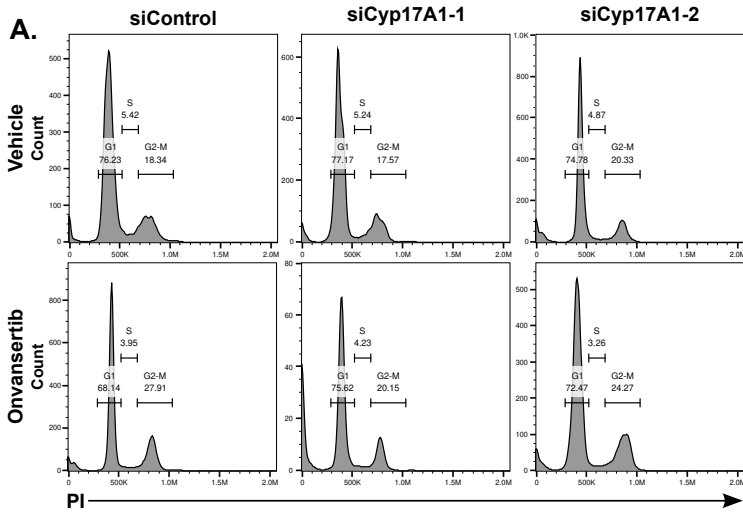 A.
siControl
siCyp17A1-1
siCyp17A1-2
Vehicle
Count
500
400
300
200
100
0
S
5.42
G1
76.23
G2-M
18.34
0
500K
1.0M
1.5M
2.0M
600
400
200
0
S
5.24
G1
77.17
G2-M
17.57
0
500K
1.0M
1.5M
2.0M
1.0K
800
600
400
200
0
S
4.87
G1
74.78
G2-M
20.33
0
500K
1.0M
1.5M
2.0M
Onvansertib
Count
800
600
400
200
0
S
3.95
G1
68.14
G2-M
27.91
0
500K
1.0M
1.5M
2.0M
80
60
40
20
0
S
4.23
G1
75.62
G2-M
20.15
0
500K
1.0M
1.5M
2.0M
500
400
300
200
100
0
S
3.26
G1
72.47
G2-M
24.27
0
500K
1.0M
1.5M
2.0M
PI